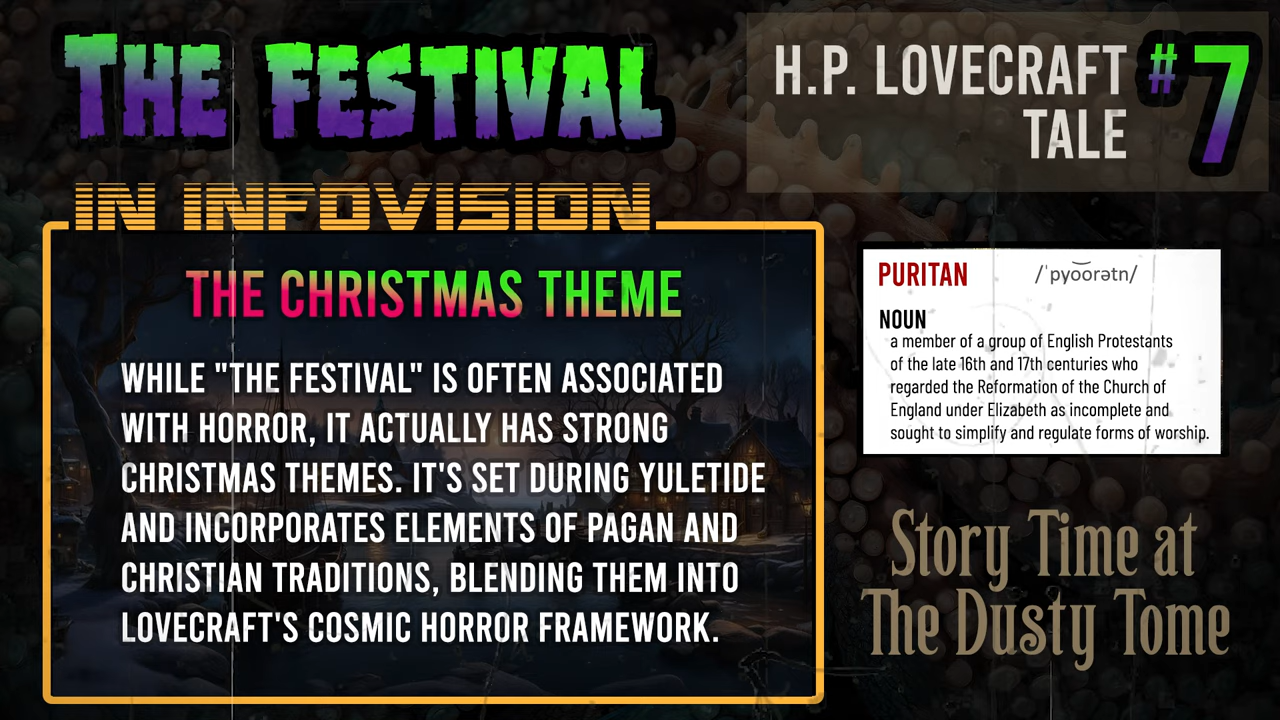 THE FESTIVAL
H.P. LOVECRAFT
TALE
#7
IN INFOVISION
THE CHRISTMAS THEME
WHILE "THE FESTIVAL" IS OFTEN ASSOCIATED
WITH HORROR, IT ACTUALLY HAS STRONG
CHRISTMAS THEMES. IT'S SET DURING YULETIDE
AND INCORPORATES ELEMENTS OF PAGAN AND
CHRISTIAN TRADITIONS, BLENDING THEM INTO
LOVECRAFT'S COSMIC HORROR FRAMEWORK.
PURITAN /ˈpyo͝orətn/
NOUN
a member of a group of English Protestants
of the late 16th and 17th centuries who
regarded the Reformation of the Church of
England under Elizabeth as incomplete and
sought to simplify and regulate forms of worship.
Story Time at
The Dusty Tome